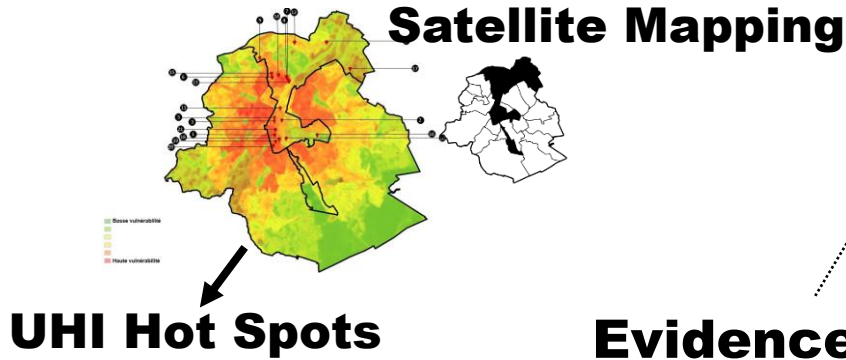 Satellite Mapping
Basse vulnérabilité
Haute vulnérabilité
UHI Hot Spots
Evidence